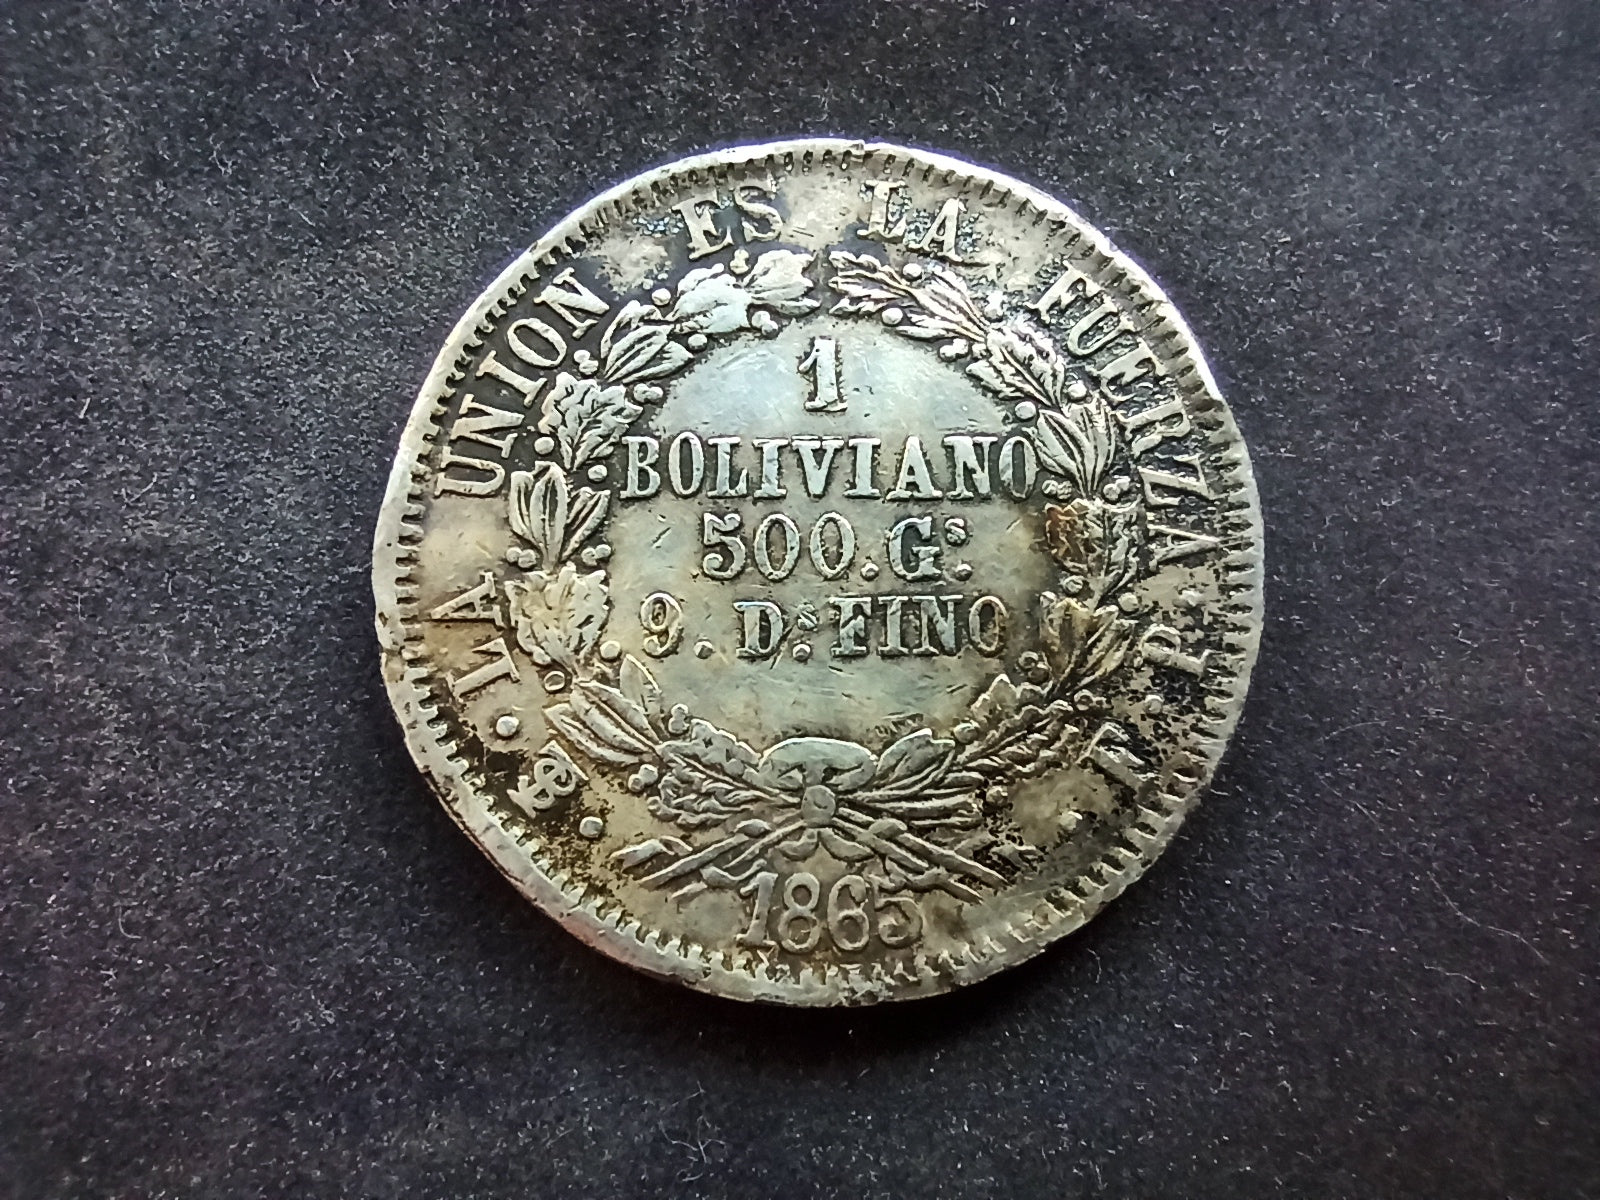 LA UNION ES LA FUERZA
F.P.
1
BOLIVIANO
500.Gˢ.
9. Dˢ. FINO
1865